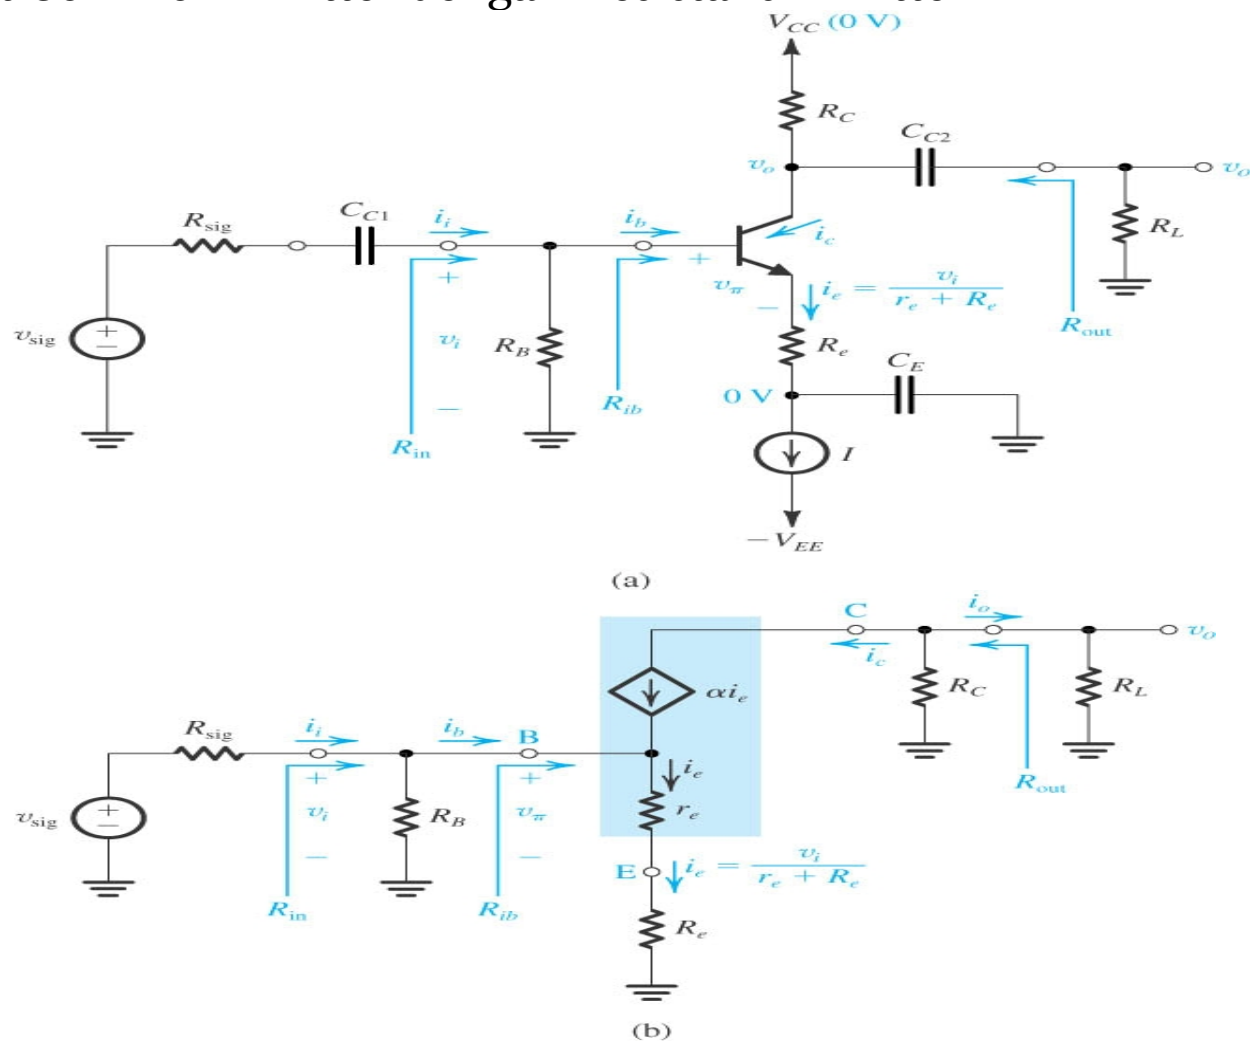 V_CC (0 V)
R_C
C_C2
v_o
v_o
R_sig
C_C1
i_i
i_b
i_c
R_L
+
+
v_π
−
i_e = v_i / (r_e + R_e)
R_out
v_sig
+
−
v_i
R_B
R_e
C_E
−
R_ib
0 V
R_in
I
−V_EE
(a)
C
i_o
v_o
i_c
αi_e
R_C
R_L
R_sig
i_i
i_b
B
i_e
R_out
+
+
v_sig
+
−
v_i
R_B
v_π
r_e
−
−
E
i_e = v_i / (r_e + R_e)
R_in
R_ib
R_e
(b)